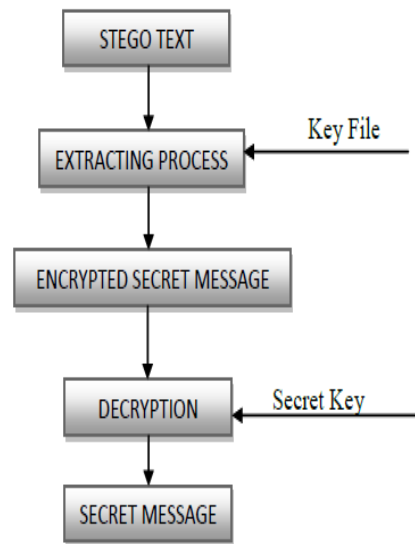 STEGO TEXT
Key File
EXTRACTING PROCESS
ENCRYPTED SECRET MESSAGE
Secret Key
DECRYPTION
SECRET MESSAGE